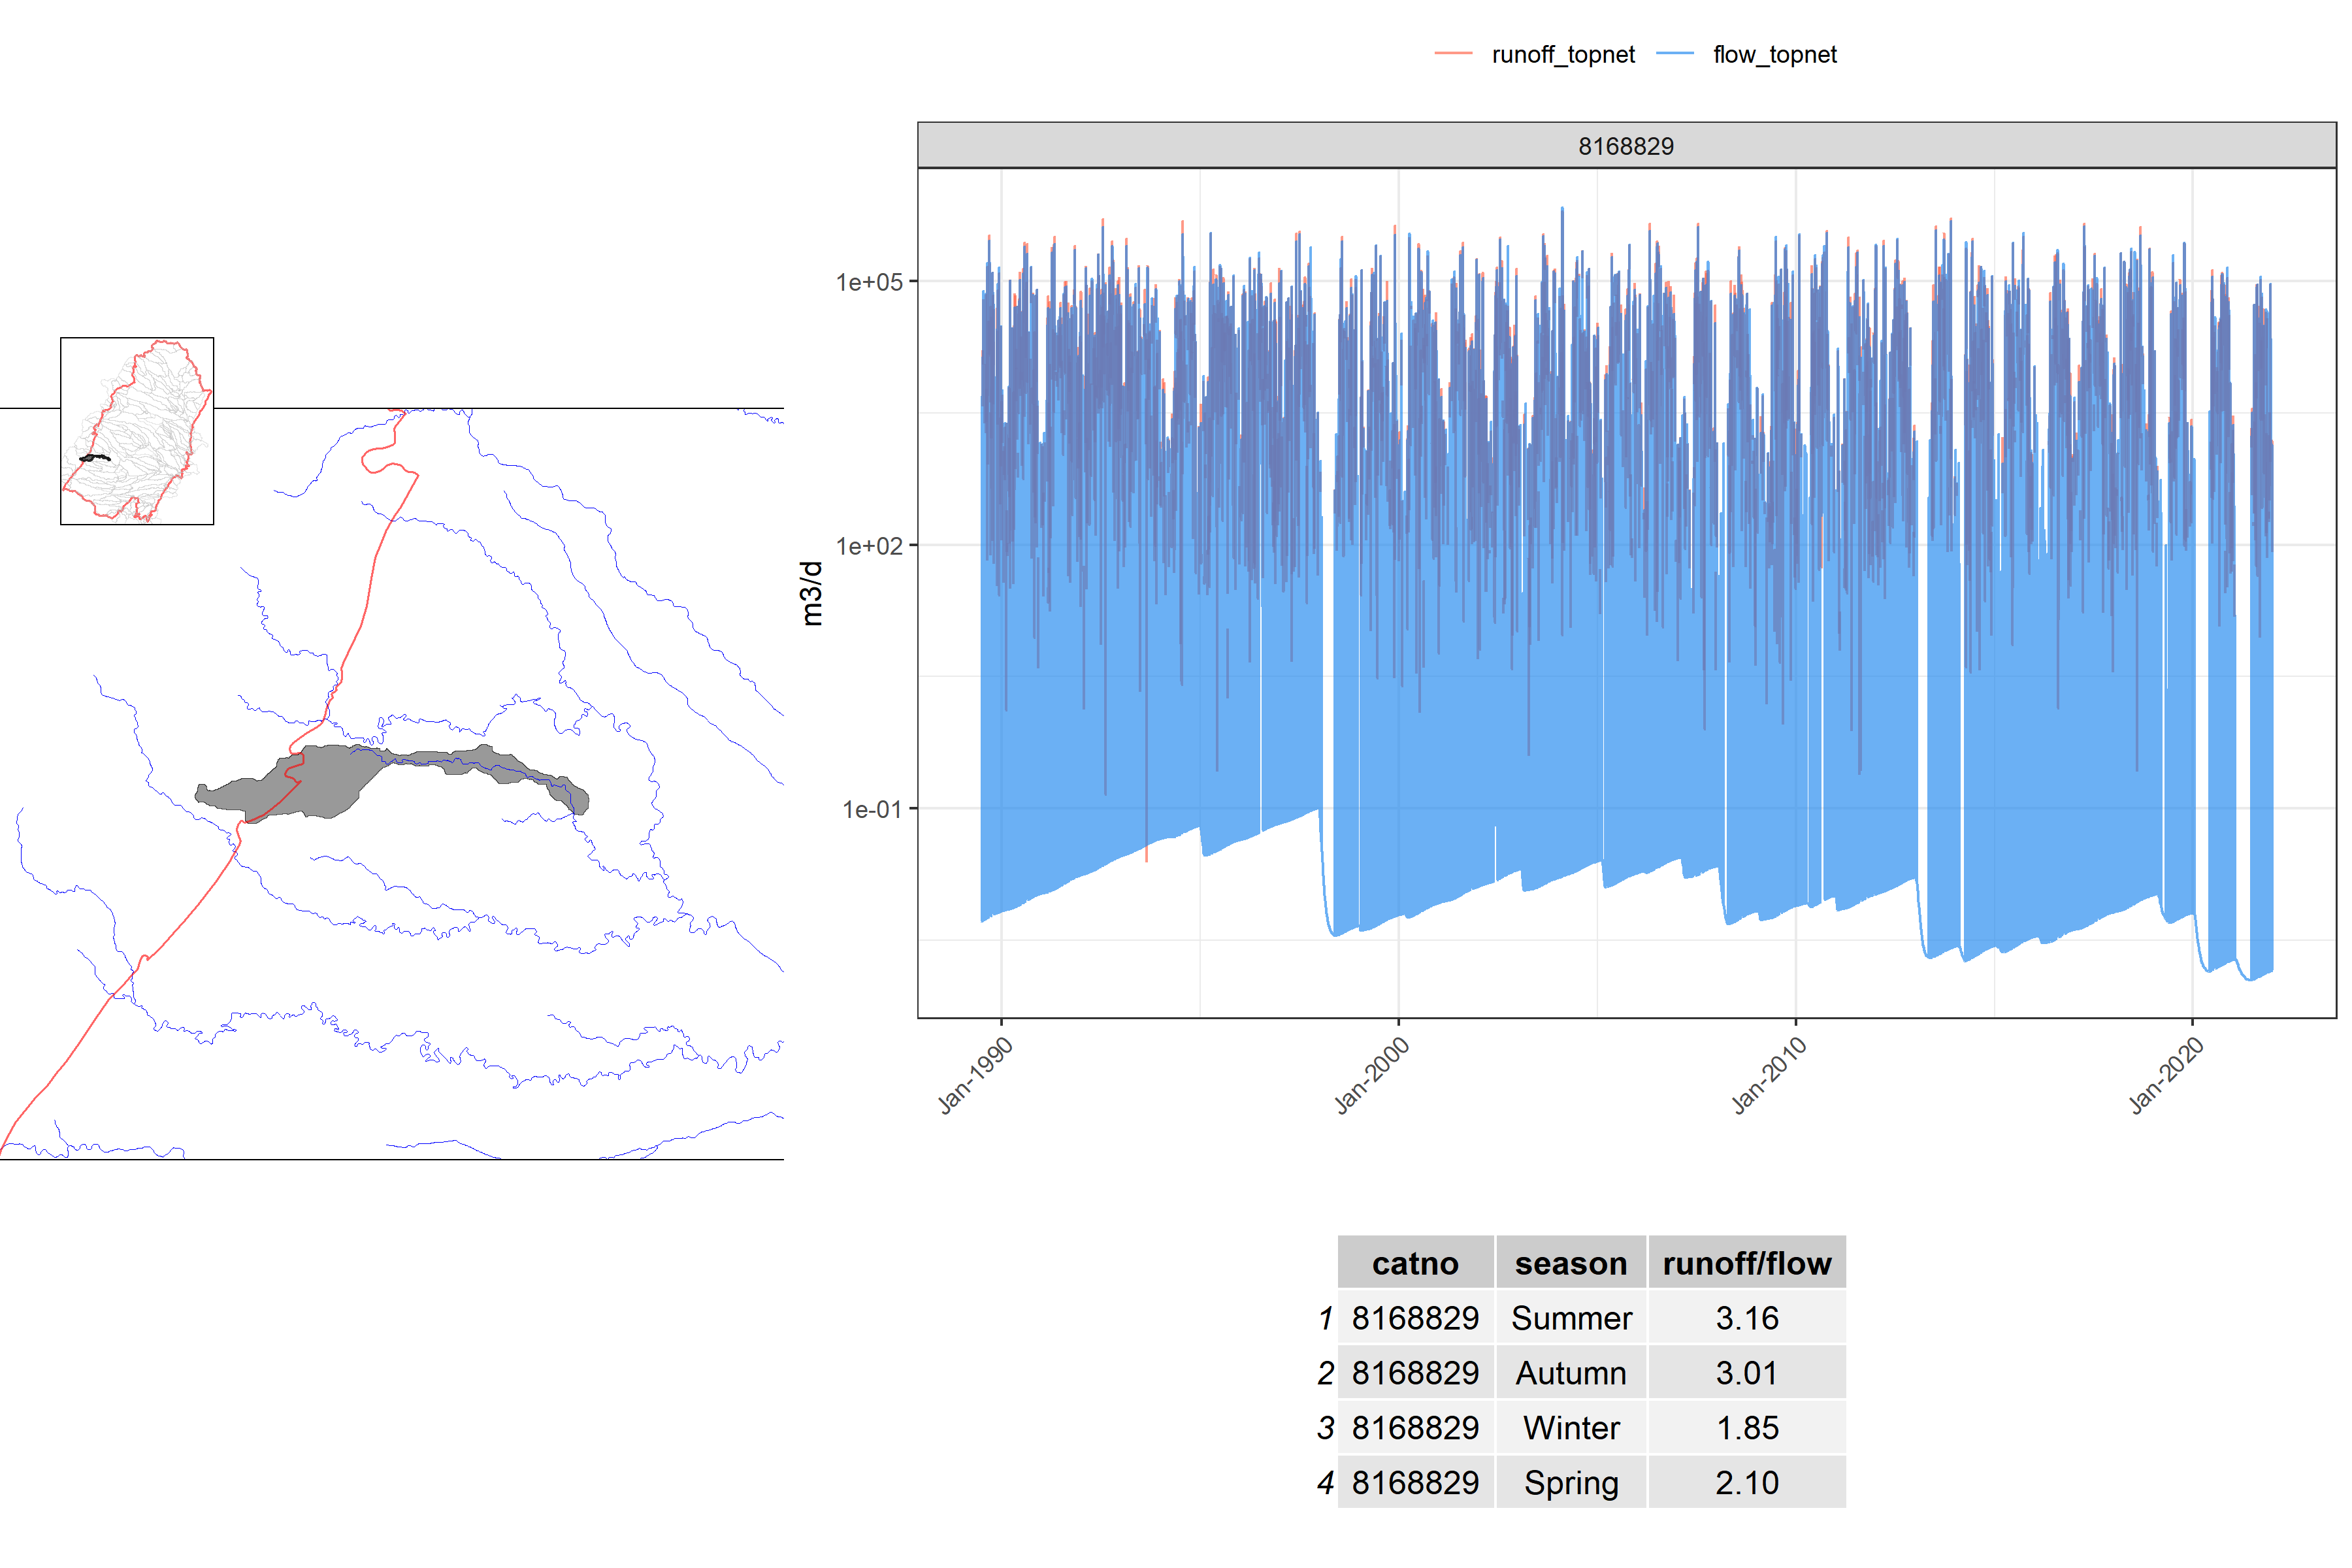 runoff_topnet flow_topnet
8168829
1e+05
1e+02
1e-01
m3/d
Jan-1990 Jan-2000 Jan-2010 Jan-2020
catno season runoff/flow
1 8168829 Summer 3.16
2 8168829 Autumn 3.01
3 8168829 Winter 1.85
4 8168829 Spring 2.10